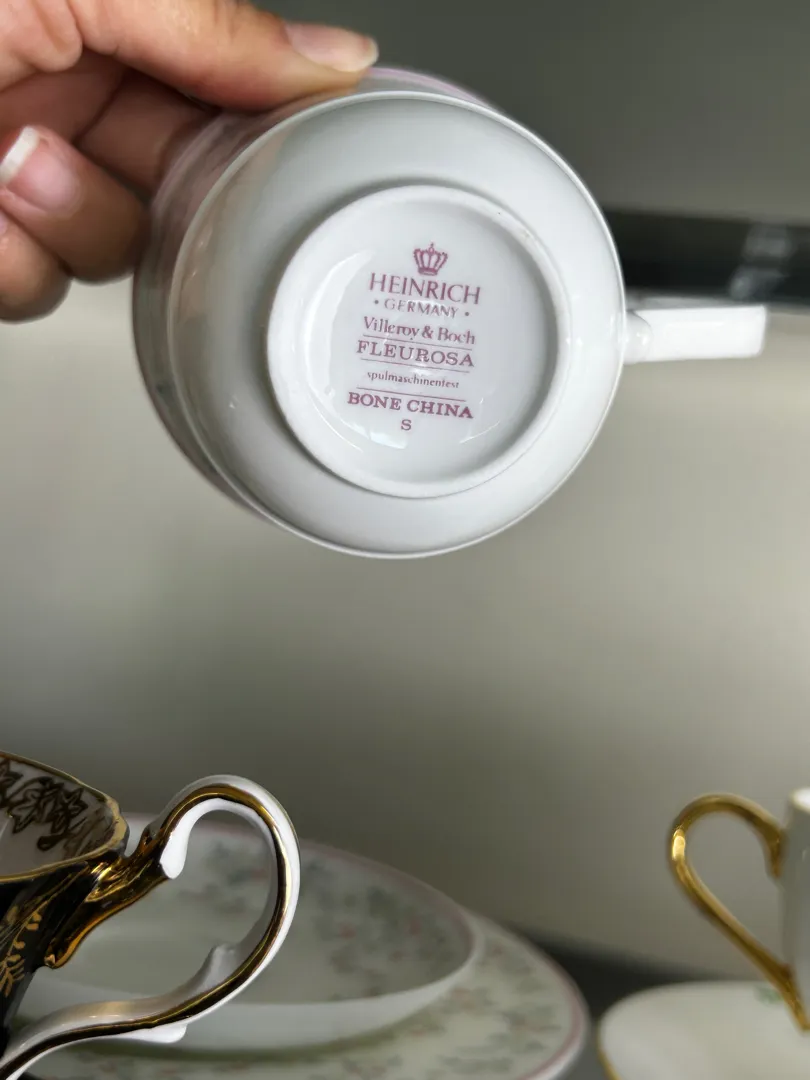 HEINRICH
• GERMANY •
Villeroy & Boch
FLEUROSA
spulmaschinenfest
BONE CHINA
S